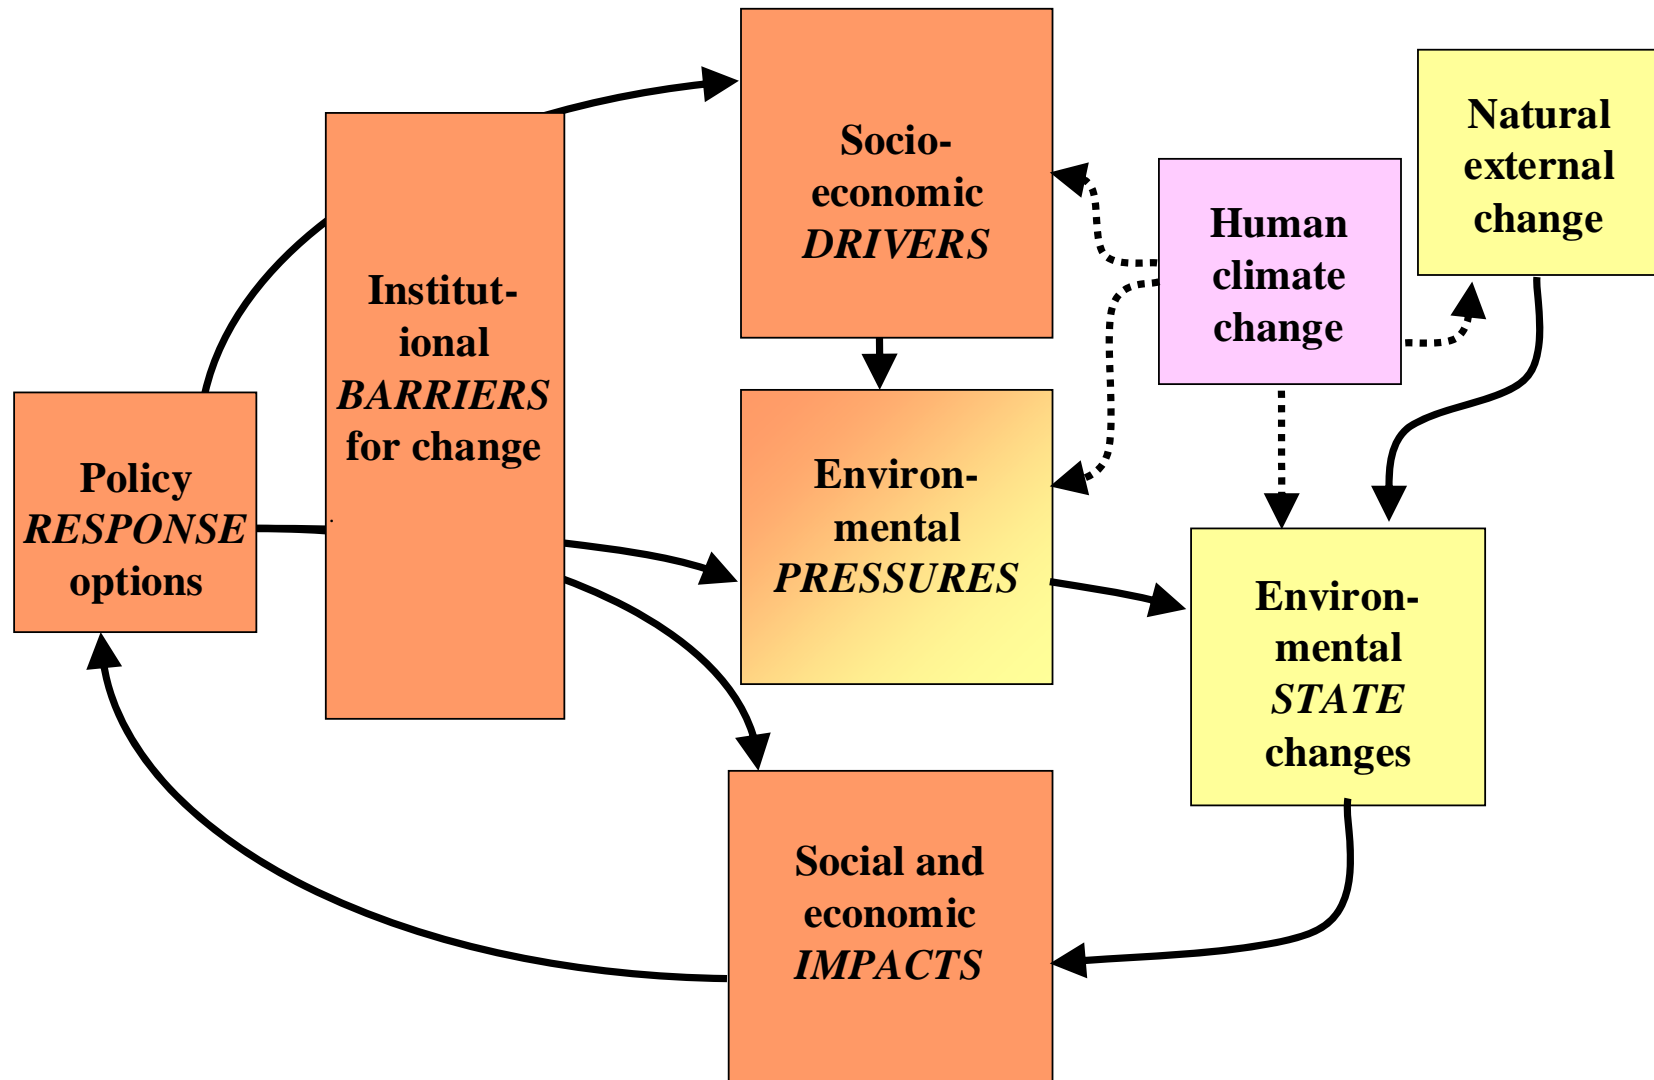 Socio-
economic
DRIVERS
Natural
external
change
Human
climate
change
Institut-
ional
BARRIERS
for change
Policy
RESPONSE
options
Environ-
mental
PRESSURES
Environ-
mental
STATE
changes
Social and
economic
IMPACTS